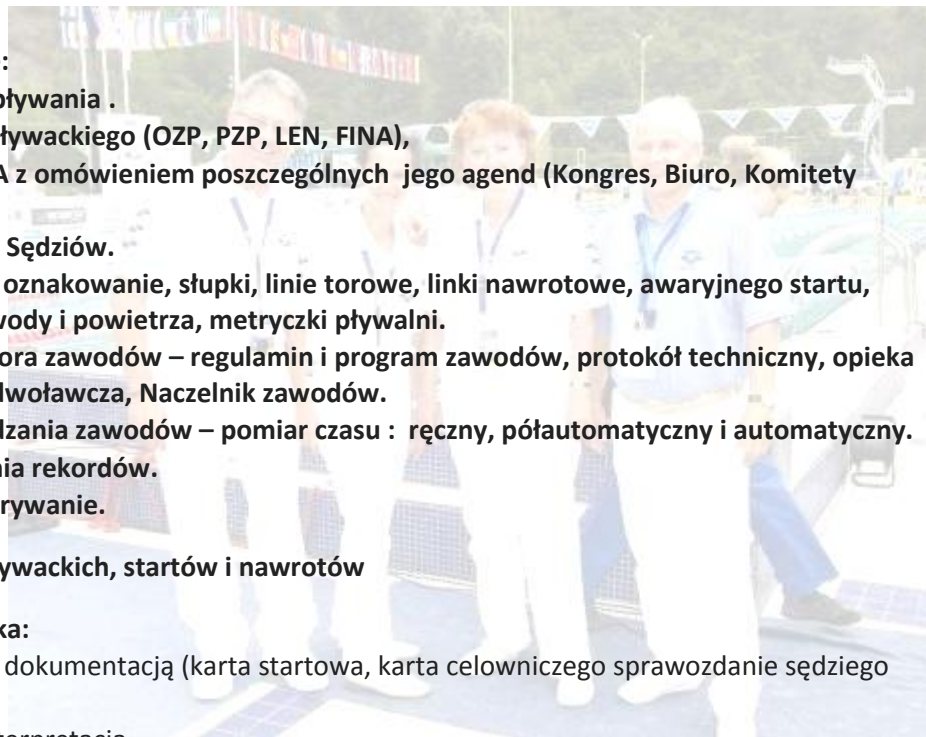 :
pływania .
ływackiego (OZP, PZP, LEN, FINA),
A z omówieniem poszczególnych jego agend (Kongres, Biuro, Komitety
Sędziów.
oznakowanie, słupki, linie torowe, linki nawrotowe, awaryjnego startu,
wody i powietrza, metryczki pływalni.
ora zawodów – regulamin i program zawodów, protokół techniczny, opieka
dwoławcza, Naczelnik zawodów.
dzania zawodów – pomiar czasu : ręczny, półautomatyczny i automatyczny.
nia rekordów.
rywanie.
ywackich, startów i nawrotów
ka:
dokumentacją (karta startowa, karta celowniczego sprawozdanie sędziego